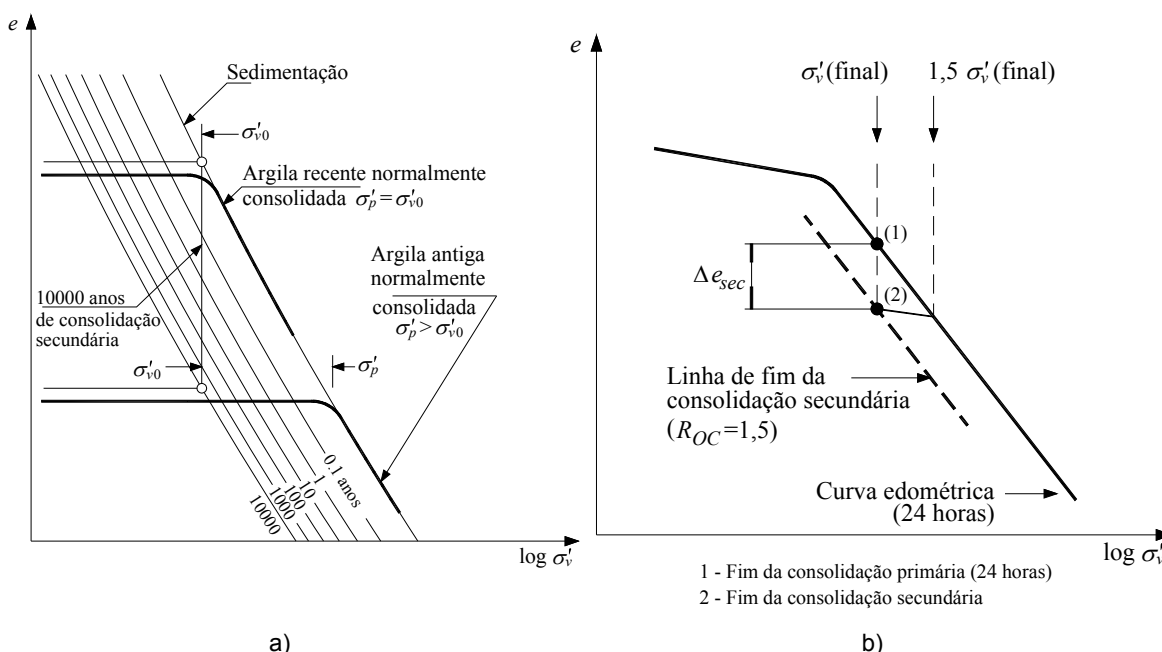 e
Sedimentação
σ'v0
Argila recente normalmente
consolidada σ'p = σ'v0
Argila antiga
normalmente
consolidada
σ'p > σ'v0
10000 anos
de consolidação
secundária
σ'v0
σ'p
0.1 anos
1
10
100
1000
10000
log σ'v
a)
e
σ'v (final)
1,5 σ'v (final)
(1)
Δe sec
(2)
Linha de fim da
consolidação secundária
(R OC =1,5)
Curva edométrica
(24 horas)
log σ'v
1 - Fim da consolidação primária (24 horas)
2 - Fim da consolidação secundária
b)